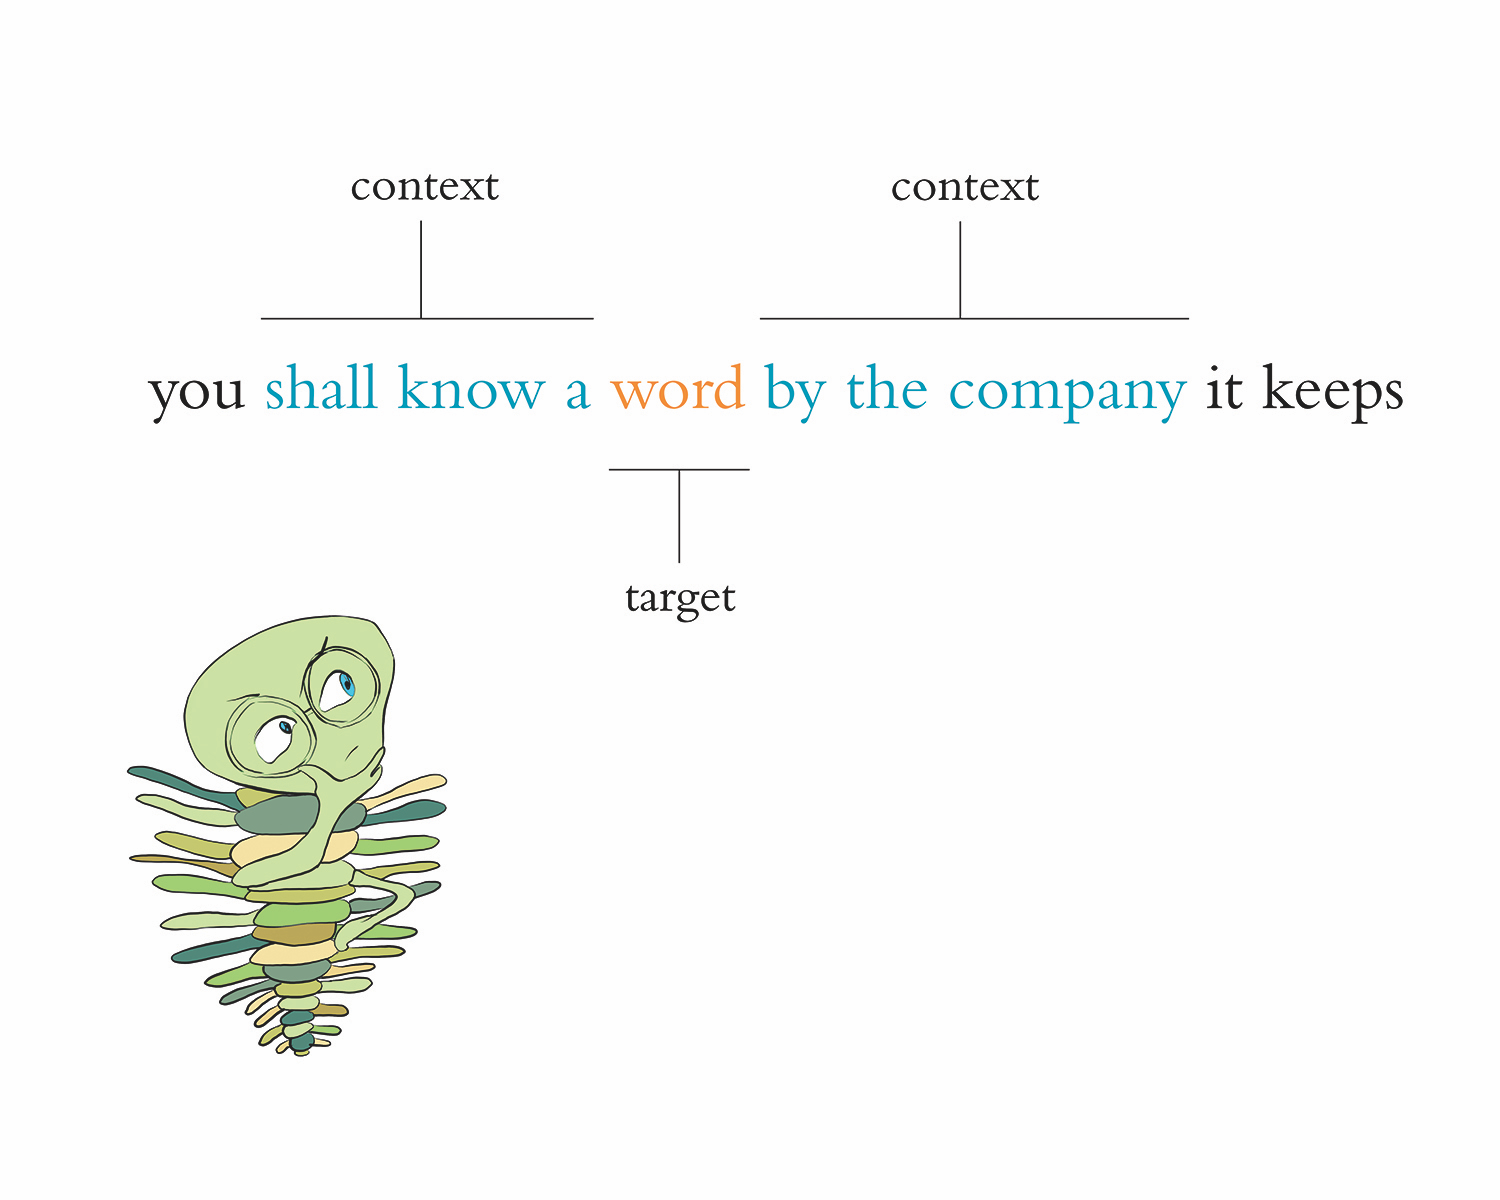 context context
you shall know a word by the company it keeps
target